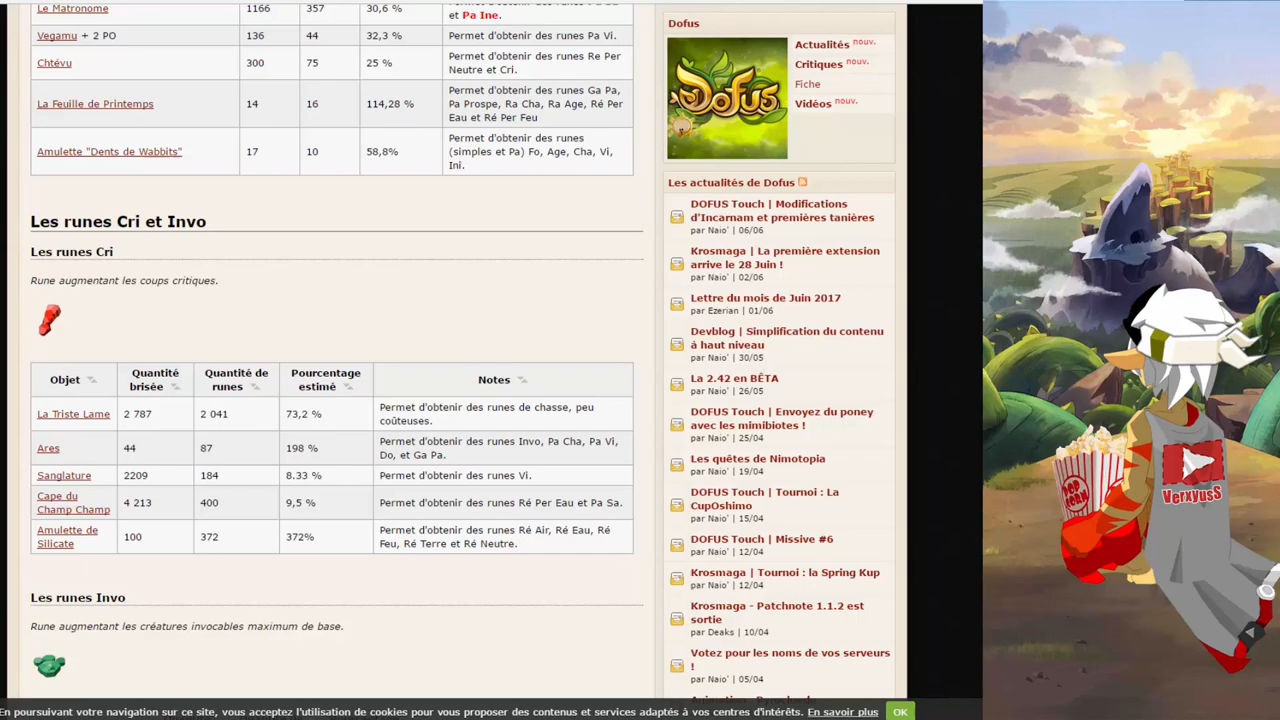 Le Matronome 1166 357 30,6 %
et Pa Ine.
Vegamu + 2 PO 136 44 32,3 % Permet d'obtenir des runes Pa Vi.
Chtévu 300 75 25 % Permet d'obtenir des runes Re Per
Neutre et Cri.
La Feuille de Printemps 14 16 114,28 % Permet d'obtenir des runes Ga Pa,
Pa Prospe, Ra Cha, Ra Age, Ré Per
Eau et Ré Per Feu
Amulette "Dents de Wabbits" 17 10 58,8% Permet d'obtenir des runes
(simples et Pa) Fo, Age, Cha, Vi,
Ini.
Les runes Cri et Invo
Les runes Cri
Rune augmentant les coups critiques.
Objet Quantité brisée Quantité de runes Pourcentage estimé Notes
La Triste Lame 2 787 2 041 73,2 % Permet d'obtenir des runes de chasse, peu
coûteuses.
Ares 44 87 198 % Permet d'obtenir des runes Invo, Pa Cha, Pa Vi,
Do, et Ga Pa.
Sanglature 2209 184 8.33 % Permet d'obtenir des runes Vi.
Cape du
Champ Champ 4 213 400 9,5 % Permet d'obtenir des runes Ré Per Eau et Pa Sa.
Amulette de
Silicate 100 372 372% Permet d'obtenir des runes Ré Air, Ré Eau, Ré
Feu, Ré Terre et Ré Neutre.
Les runes Invo
Rune augmentant les créatures invocables maximum de base.
Dofus
DOFUS
Actualités nouv.
Critiques nouv.
Fiche
Vidéos nouv.
Les actualités de Dofus
DOFUS Touch | Modifications
d'Incarnam et premières tanières
par Naio' | 06/06
Krosmaga | La première extension
arrive le 28 Juin !
par Naio' | 02/06
Lettre du mois de Juin 2017
par Ezerian | 01/06
Devblog | Simplification du contenu
à haut niveau
par Naio' | 30/05
La 2.42 en BÊTA
par Naio' | 26/05
DOFUS Touch | Envoyez du poney
avec les mimibiotes !
par Naio' | 25/04
Les quêtes de Nimotopia
par Naio' | 19/04
DOFUS Touch | Tournoi : La
CupOshimo
par Naio' | 15/04
DOFUS Touch | Missive #6
par Naio' | 12/04
Krosmaga | Tournoi : la Spring Kup
par Naio' | 12/04
Krosmaga - Patchnote 1.1.2 est
sortie
par Deaks | 10/04
Votez pour les noms de vos serveurs
!
par Naio' | 05/04
En poursuivant votre navigation sur ce site, vous acceptez l'utilisation de cookies pour vous proposer des contenus et services adaptés à vos centres d'intérêts. En savoir plus OK
POP
CORN
VerxyusS